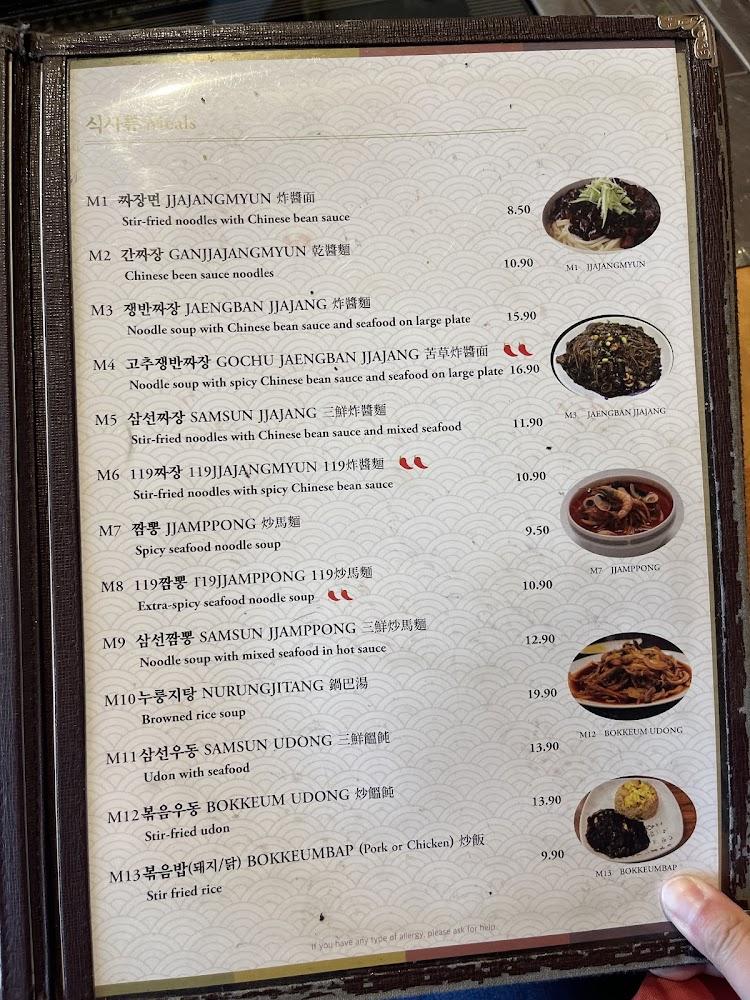 식사류 Meals
M1 짜장면 JJAJANGMYUN 炸醬面
Stir-fried noodles with Chinese bean sauce 8.50
M1 JJAJANGMYUN
M2 간짜장 GANJJAJANGMYUN 乾醬麵
Chinese been sauce noodles 10.90
M3 쟁반짜장 JAENGBAN JJAJANG 炸醬麵
Noodle soup with Chinese bean sauce and seafood on large plate 15.90
M4 고추쟁반짜장 GOCHU JAENGBAN JJAJANG 苦草炸醬面
Noodle soup with spicy Chinese bean sauce and seafood on large plate 16.90
M3 JAENGBAN JJAJANG
M5 삼선짜장 SAMSUN JJAJANG 三鮮炸醬麵
Stir-fried noodles with Chinese bean sauce and mixed seafood 11.90
M6 119짜장 119JJAJANGMYUN 119炸醬麵
Stir-fried noodles with spicy Chinese bean sauce 10.90
M7 짬뽕 JJAMPPONG 炒馬麵
Spicy seafood noodle soup 9.50
M7 JJAMPPONG
M8 119짬뽕 119JJAMPPONG 119炒馬麵
Extra-spicy seafood noodle soup 10.90
M9 삼선짬뽕 SAMSUN JJAMPPONG 三鮮炒馬麵
Noodle soup with mixed seafood in hot sauce 12.90
M10 누룽지탕 NURUNGJITANG 鍋巴湯
Browned rice soup 19.90
M11 삼선우동 SAMSUN UDONG 三鮮饂飩
Udon with seafood 13.90
M12 BOKKEUM UDONG
M12 볶음우동 BOKKEUM UDONG 炒饂飩
Stir-fried udon 13.90
M13 볶음밥(돼지/닭) BOKKEUMBAP (Pork or Chicken) 炒飯
Stir fried rice 9.90
M13 BOKKEUMBAP
If you have any type of allergy, please ask for help.